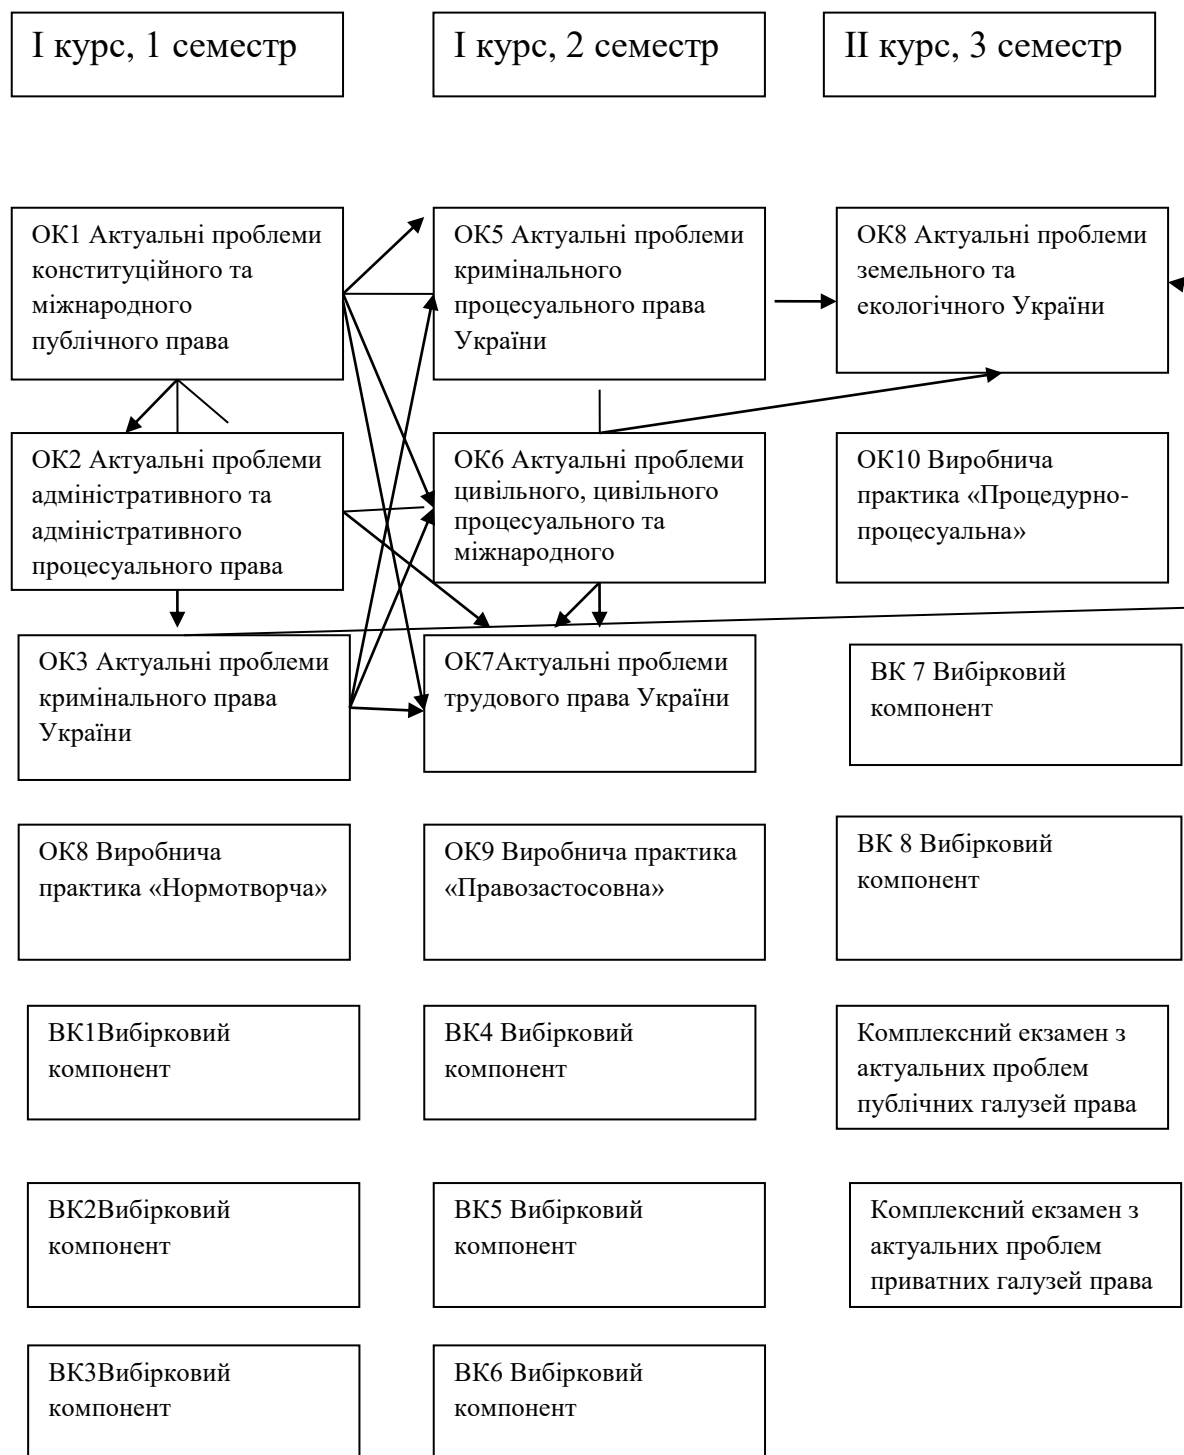 І курс, 1 семестр
І курс, 2 семестр
ІІ курс, 3 семестр
ОК1 Актуальні проблеми
конституційного та
міжнародного
публічного права
ОК5 Актуальні проблеми
кримінального
процесуального права
України
ОК8 Актуальні проблеми
земельного та
екологічного України
ОК2 Актуальні проблеми
адміністративного та
адміністративного
процесуального права
ОК6 Актуальні проблеми
цивільного, цивільного
процесуального та
міжнародного
ОК10 Виробнича
практика «Процедурно-
процесуальна»
ОК3 Актуальні проблеми
кримінального права
України
ОК7Актуальні проблеми
трудового права України
ВК 7 Вибірковий
компонент
ОК8 Виробнича
практика «Нормотворча»
ОК9 Виробнича практика
«Правозастосовна»
ВК 8 Вибірковий
компонент
ВК1Вибірковий
компонент
ВК4 Вибірковий
компонент
Комплексний екзамен з
актуальних проблем
публічних галузей права
ВК2Вибірковий
компонент
ВК5 Вибірковий
компонент
Комплексний екзамен з
актуальних проблем
приватних галузей права
ВК3Вибірковий
компонент
ВК6 Вибірковий
компонент